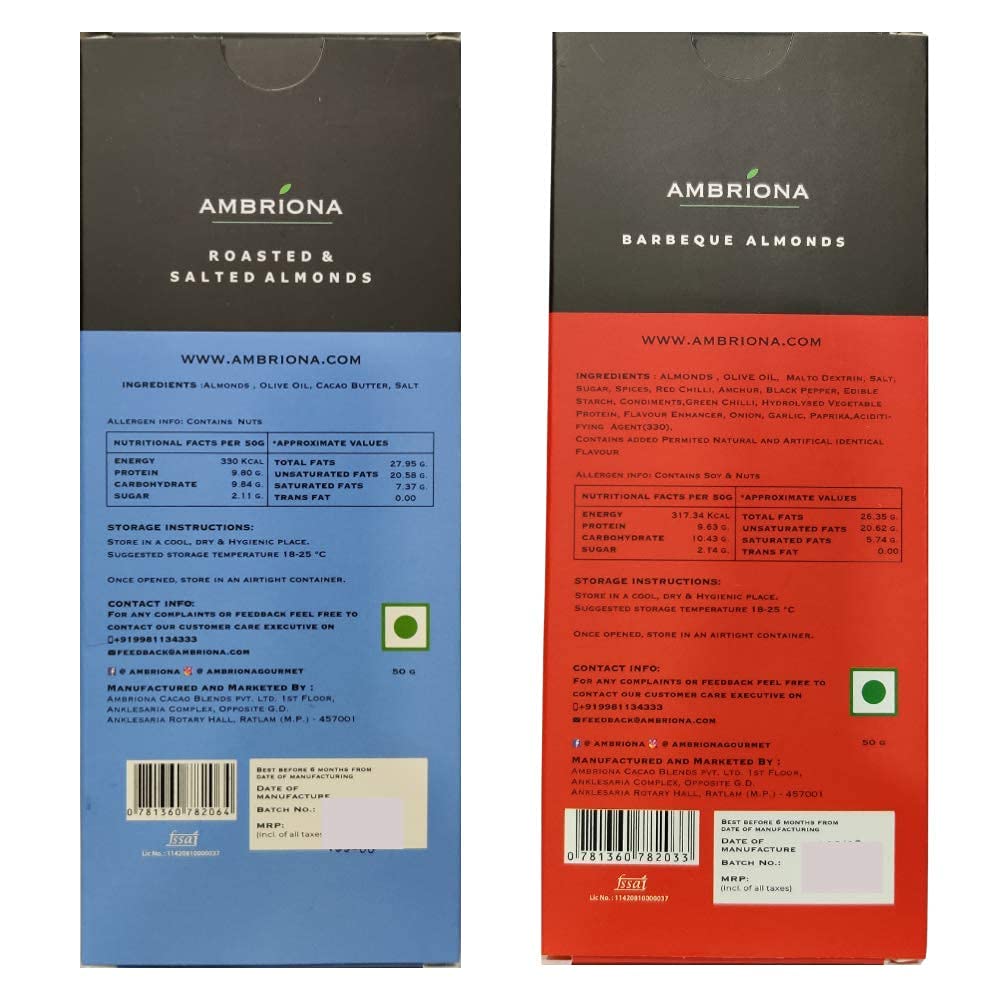 AMBRIONA
ROASTED &
SALTED ALMONDS
WWW.AMBRIONA.COM
INGREDIENTS :ALMONDS , OLIVE OIL, CACAO BUTTER, SALT
ALLERGEN INFO: CONTAINS NUTS
NUTRITIONAL FACTS PER 50G *APPROXIMATE VALUES
ENERGY 330 KCAL TOTAL FATS 27.95 G.
PROTEIN 9.80 G. UNSATURATED FATS 20.58 G.
CARBOHYDRATE 9.84 G. SATURATED FATS 7.37 G.
SUGAR 2.11 G. TRANS FAT 0.00
STORAGE INSTRUCTIONS:
STORE IN A COOL, DRY & HYGIENIC PLACE.
SUGGESTED STORAGE TEMPERATURE 18-25 °C
ONCE OPENED, STORE IN AN AIRTIGHT CONTAINER.
CONTACT INFO:
FOR ANY COMPLAINTS OR FEEDBACK FEEL FREE TO
CONTACT OUR CUSTOMER CARE EXECUTIVE ON
+919981134333
FEEDBACK@AMBRIONA.COM
@ AMBRIONA @ AMBRIONAGOURMET 50 G
MANUFACTURED AND MARKETED BY :
AMBRIONA CACAO BLENDS PVT. LTD. 1ST FLOOR,
ANKLESARIA COMPLEX, OPPOSITE G.D.
ANKLESARIA ROTARY HALL, RATLAM (M.P.) - 457001
BEST BEFORE 6 MONTHS FROM
DATE OF MANUFACTURING
DATE OF
MANUFACTURE
BATCH NO.:
MRP:
(incl. of all taxes
0 781360 782064
fssai
Lic No. : 11420810000037
AMBRIONA
BARBEQUE ALMONDS
WWW.AMBRIONA.COM
INGREDIENTS : ALMONDS , OLIVE OIL, MALTO DEXTRIN, SALT,
SUGAR, SPICES, RED CHILLI, AMCHUR, BLACK PEPPER, EDIBLE
STARCH, CONDIMENTS,GREEN CHILLI, HYDROLYSED VEGETABLE
PROTEIN, FLAVOUR ENHANCER, ONION, GARLIC, PAPRIKA,ACIDITI-
FYING AGENT(330).
CONTAINS ADDED PERMITED NATURAL AND ARTIFICAL IDENTICAL
FLAVOUR
ALLERGEN INFO: CONTAINS SOY & NUTS
NUTRITIONAL FACTS PER 50G *APPROXIMATE VALUES
ENERGY 317.34 KCAL TOTAL FATS 26.35 G.
PROTEIN 9.63 G. UNSATURATED FATS 20.62 G.
CARBOHYDRATE 10.43 G. SATURATED FATS 5.74 G.
SUGAR 2.14 G. TRANS FAT 0.00
STORAGE INSTRUCTIONS:
STORE IN A COOL, DRY & HYGIENIC PLACE.
SUGGESTED STORAGE TEMPERATURE 18-25 °C
ONCE OPENED, STORE IN AN AIRTIGHT CONTAINER.
CONTACT INFO:
FOR ANY COMPLAINTS OR FEEDBACK FEEL FREE TO
CONTACT OUR CUSTOMER CARE EXECUTIVE ON
+919981134333
FEEDBACK@AMBRIONA.COM
@ AMBRIONA @ AMBRIONAGOURMET 50 G
MANUFACTURED AND MARKETED BY :
AMBRIONA CACAO BLENDS PVT. LTD. 1ST FLOOR,
ANKLESARIA COMPLEX, OPPOSITE G.D.
ANKLESARIA ROTARY HALL, RATLAM (M.P.) - 457001
BEST BEFORE 6 MONTHS FROM
DATE OF MANUFACTURING
DATE OF
MANUFACTURE
BATCH NO.:
MRP:
(incl. of all taxes)
0 781360 782033
fssai
Lic No. : 11420810000037